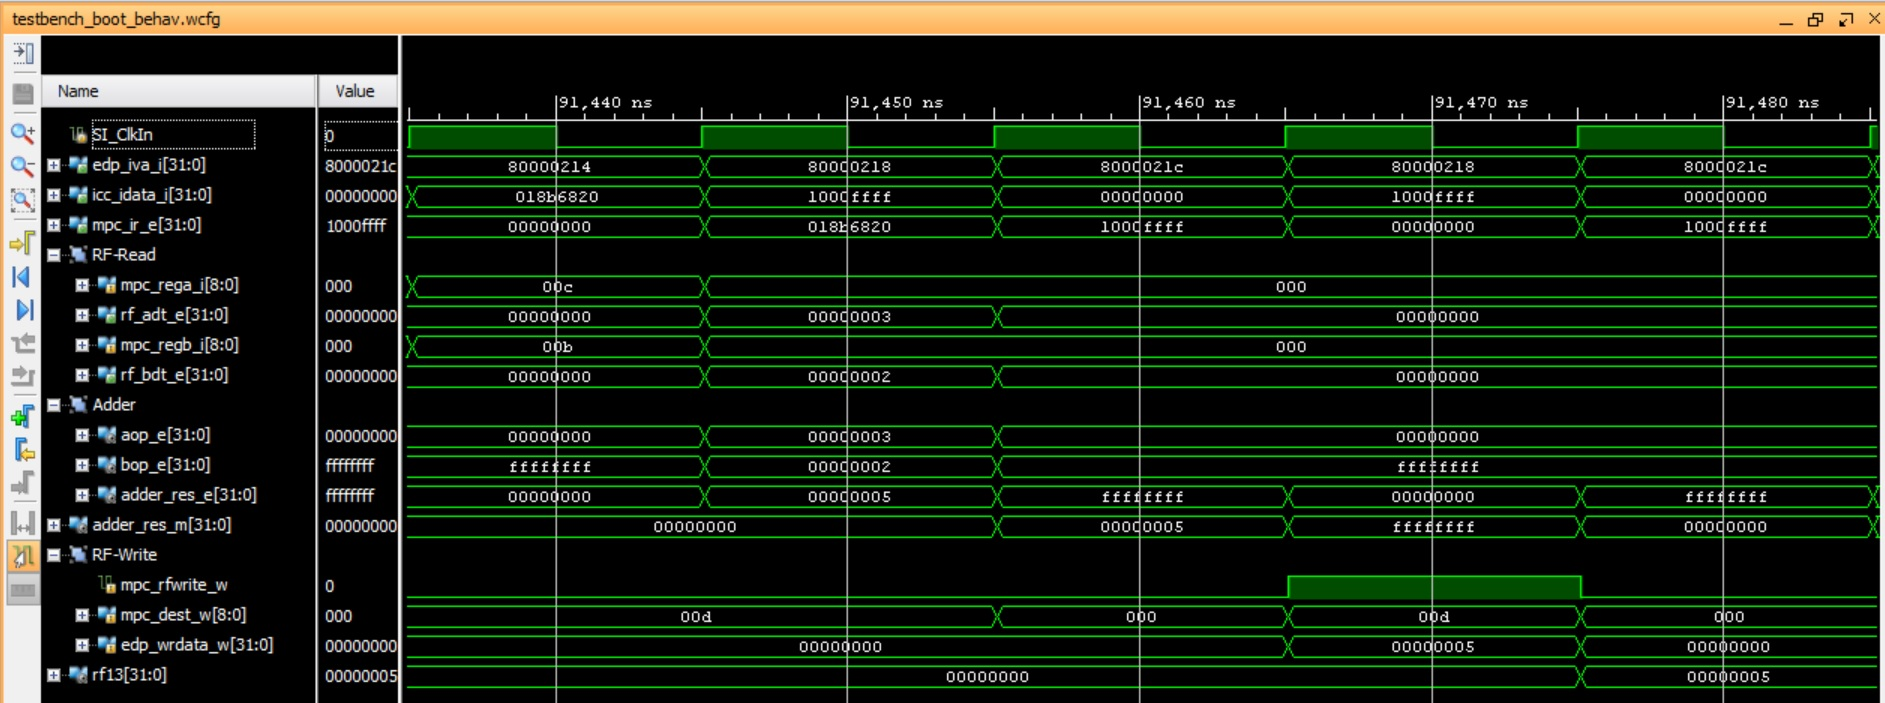 testbench_boot_behav.wcfg
Name Value
91,440 ns 91,450 ns 91,460 ns 91,470 ns 91,480 ns
SI_ClkIn 0
edp_iva_i[31:0] 8000021c 80000214 80000218 8000021c 80000218 8000021c
icc_idata_i[31:0] 00000000 018b6820 1000ffff 00000000 1000ffff 00000000
mpc_ir_e[31:0] 1000ffff 00000000 018b6820 1000ffff 00000000 1000ffff
RF-Read
mpc_rega_i[8:0] 000 00c 000
rf_adt_e[31:0] 00000000 00000000 00000003 00000000
mpc_regb_i[8:0] 000 00b 000
rf_bdt_e[31:0] 00000000 00000000 00000002 00000000
Adder
aop_e[31:0] 00000000 00000000 00000003 00000000
bop_e[31:0] ffffffff ffffffff 00000002 ffffffff
adder_res_e[31:0] ffffffff 00000000 00000005 ffffffff 00000000 ffffffff
adder_res_m[31:0] 00000000 00000000 00000005 ffffffff 00000000
RF-Write
mpc_rfwrite_w 0
mpc_dest_w[8:0] 000 00d 000 00d 000
edp_wrdata_w[31:0] 00000000 00000000 00000005 00000000
rf13[31:0] 00000005 00000000 00000005